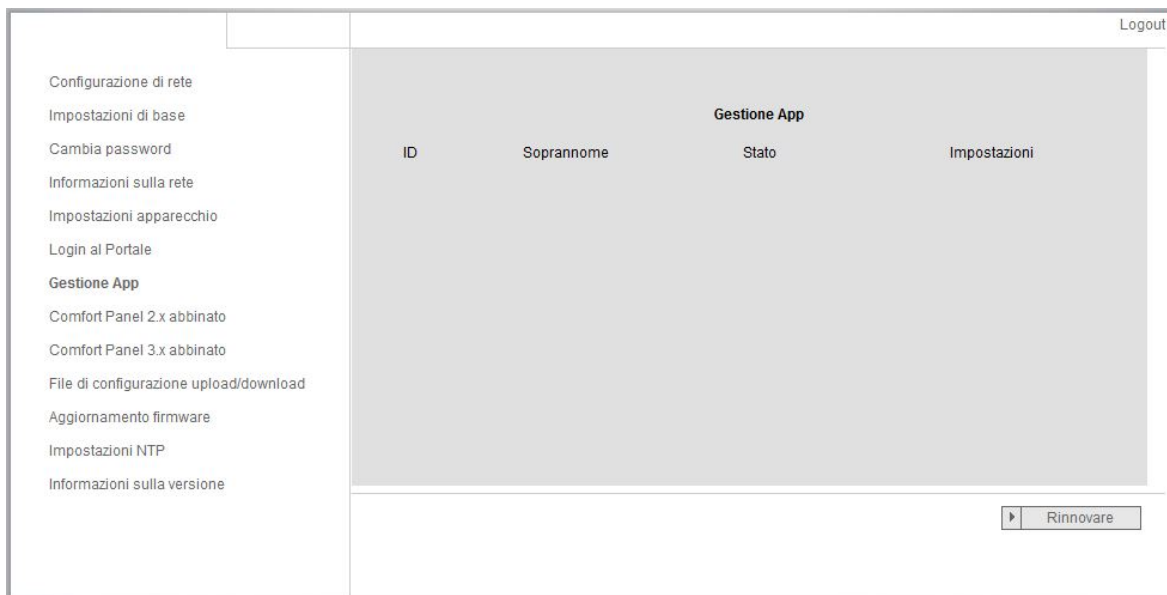 Logout
Configurazione di rete
Impostazioni di base
Cambia password
Informazioni sulla rete
Impostazioni apparecchio
Login al Portale
Gestione App
Comfort Panel 2.x abbinato
Comfort Panel 3.x abbinato
File di configurazione upload/download
Aggiornamento firmware
Impostazioni NTP
Informazioni sulla versione
Gestione App
ID Soprannome Stato Impostazioni
Rinnovare